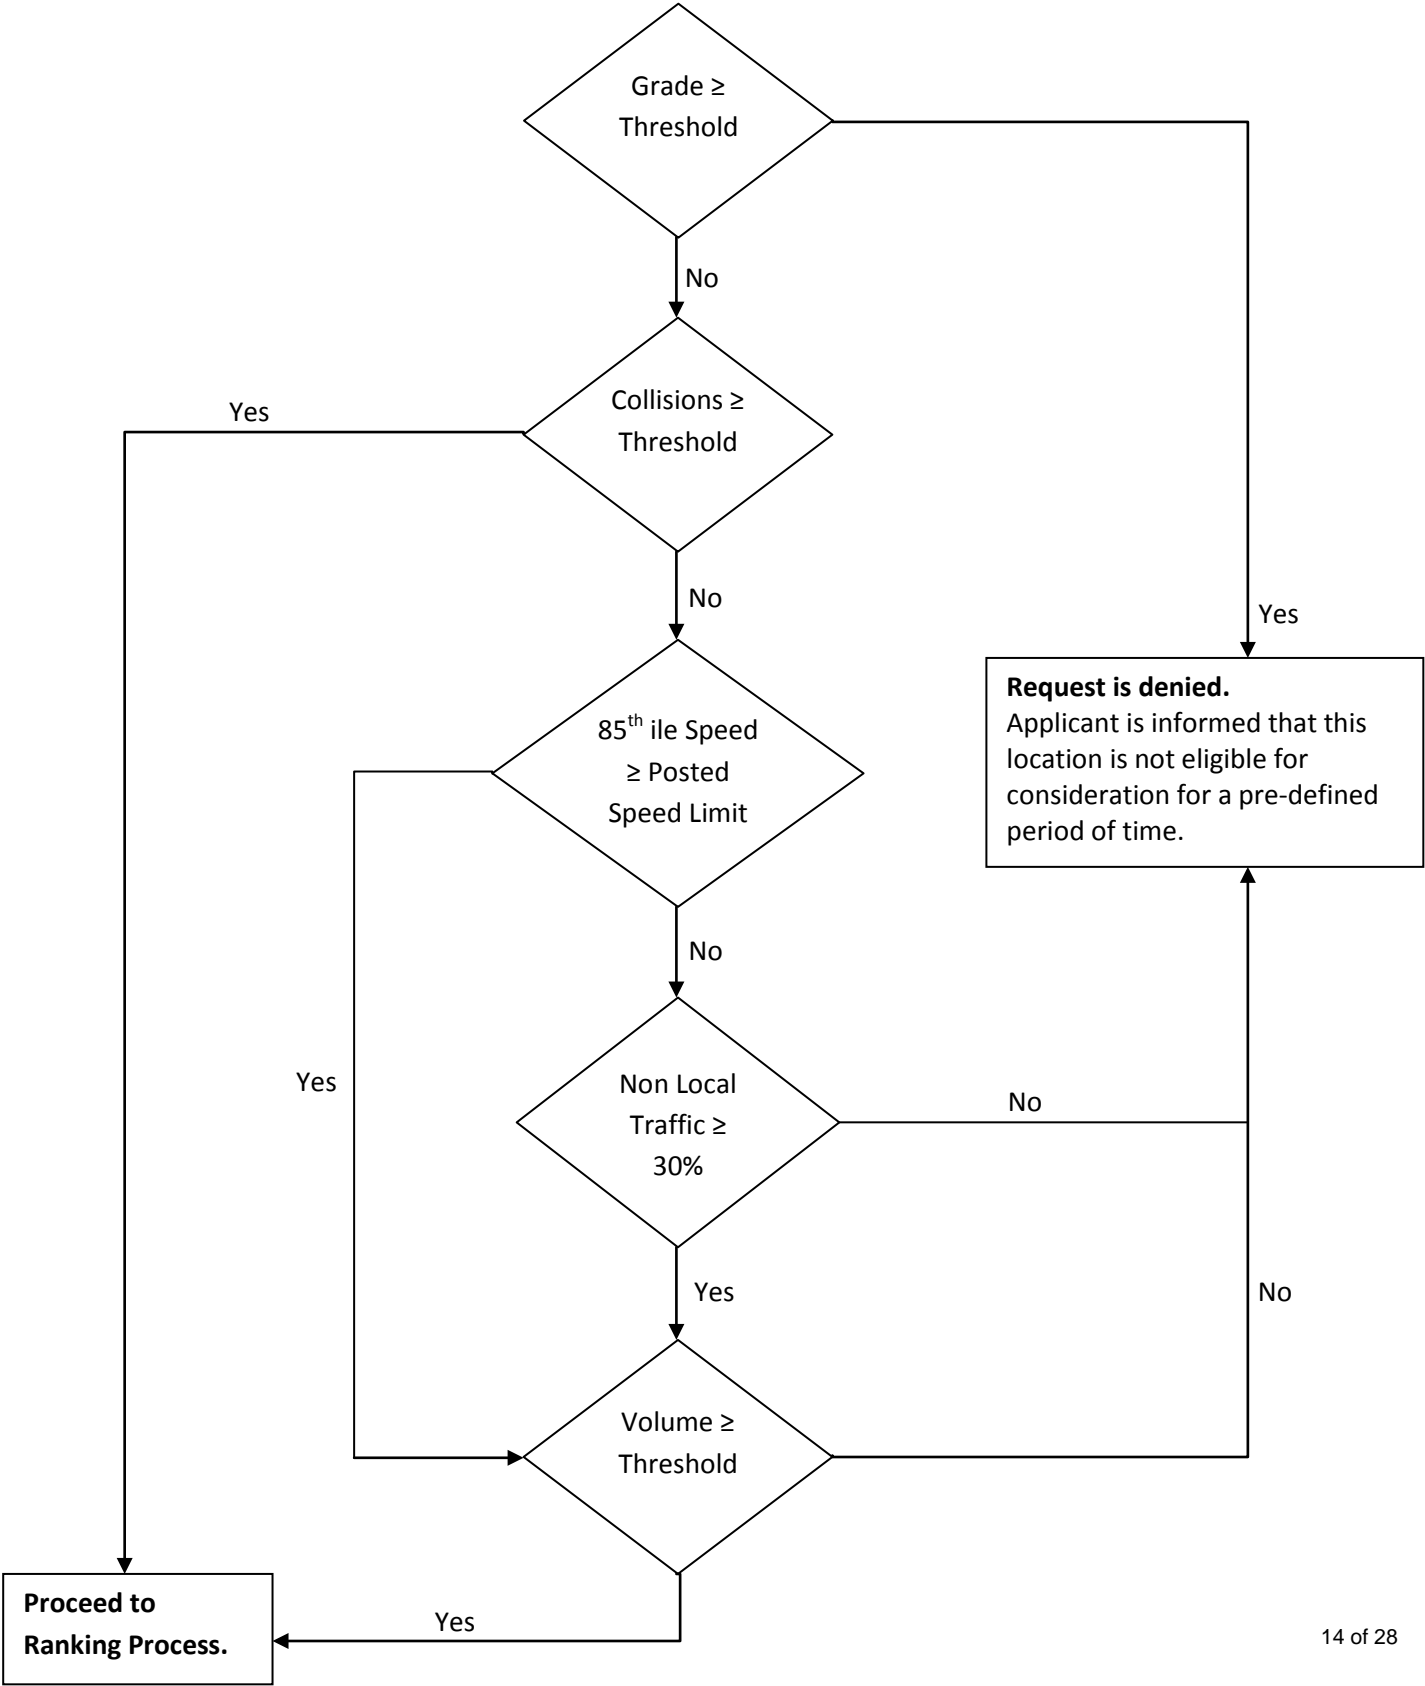 Grade ≥
Threshold
No
Collisions ≥
Threshold
Yes
No
Yes
85th ile Speed
≥ Posted
Speed Limit
Request is denied.
Applicant is informed that this
location is not eligible for
consideration for a pre-defined
period of time.
No
Yes
Non Local
Traffic ≥
30%
No
Yes
No
Volume ≥
Threshold
Proceed to
Ranking Process.
Yes
14 of 28